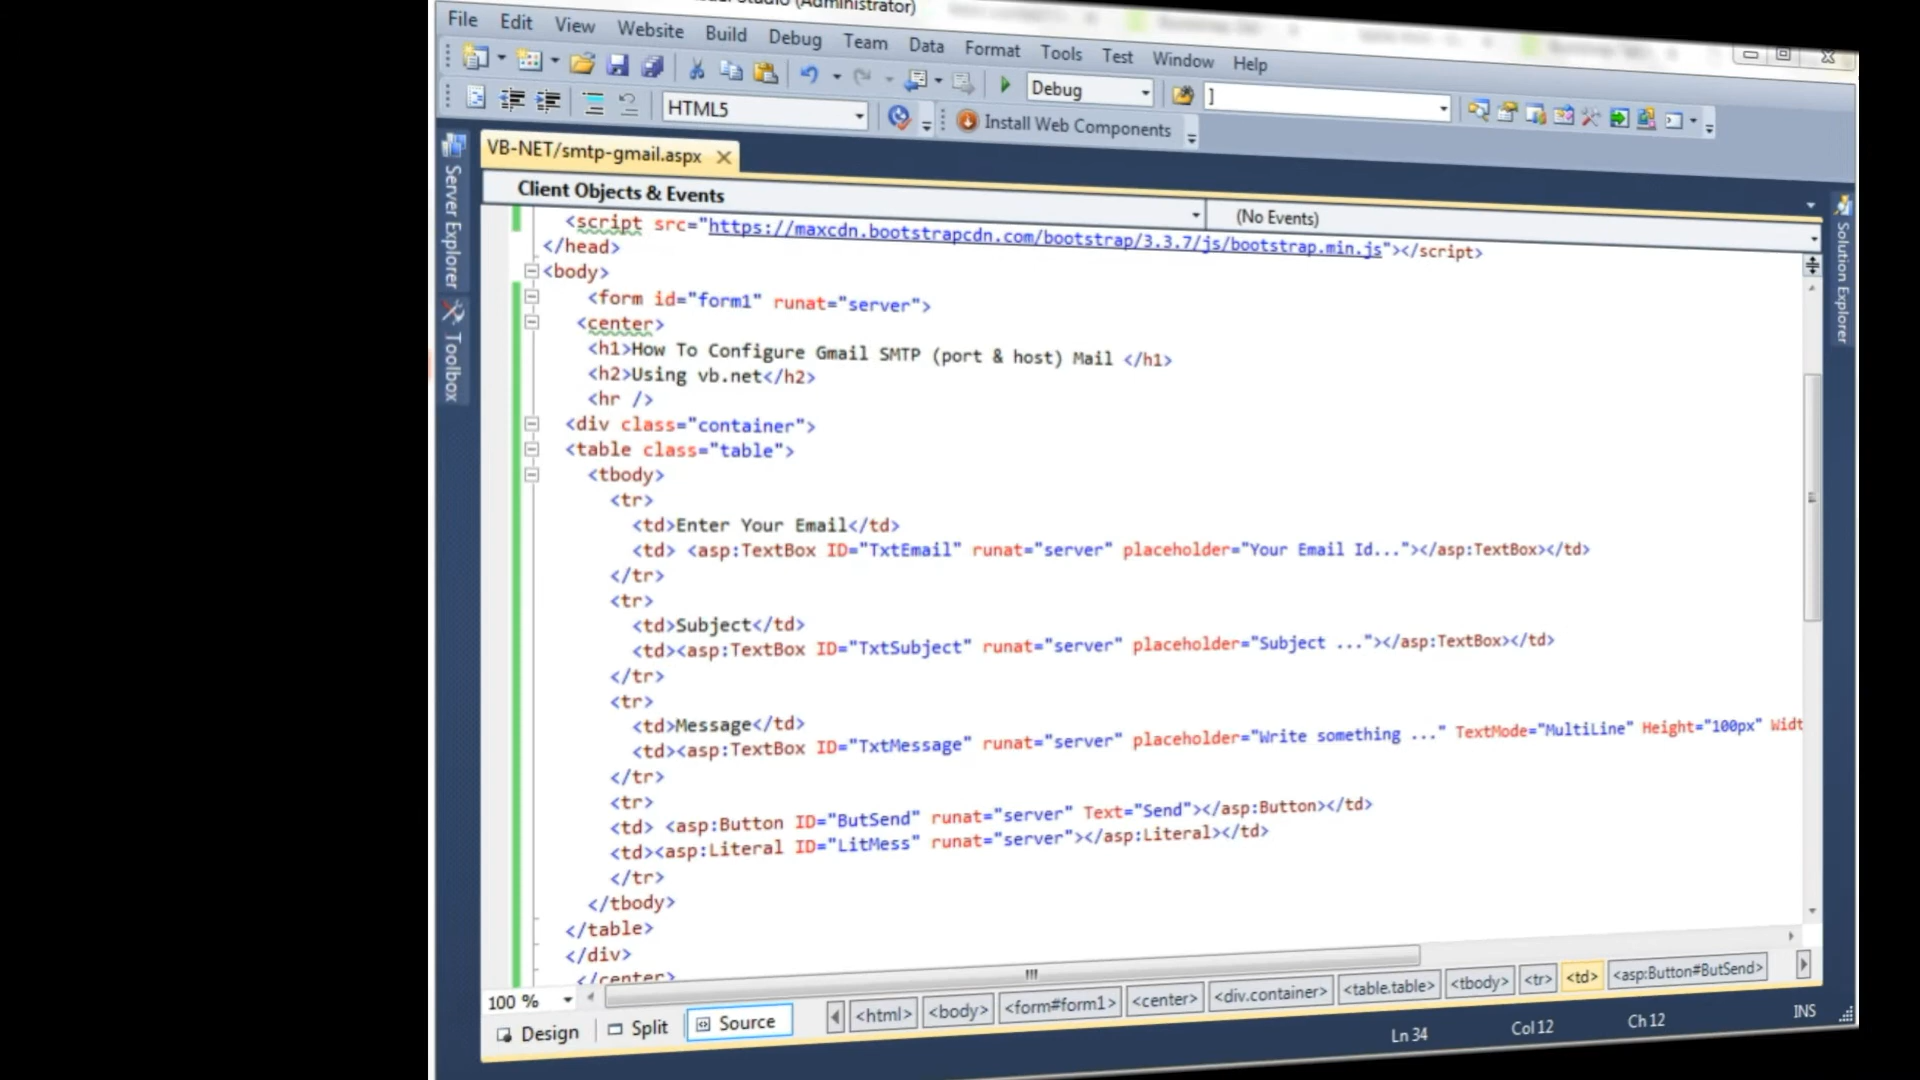 (Administrator)
File Edit View Website Build Debug Team Data Format Tools Test Window Help
Debug ]
HTML5 Install Web Components
VB-NET/smtp-gmail.aspx
Server Explorer
Toolbox
Solution Explorer
Client Objects & Events (No Events)
<script src="https://maxcdn.bootstrapcdn.com/bootstrap/3.3.7/js/bootstrap.min.js"></script>
</head>
<body>
<form id="form1" runat="server">
<center>
<h1>How To Configure Gmail SMTP (port & host) Mail </h1>
<h2>Using vb.net</h2>
<hr />
<div class="container">
<table class="table">
<tbody>
<tr>
<td>Enter Your Email</td>
<td> <asp:TextBox ID="TxtEmail" runat="server" placeholder="Your Email Id..."></asp:TextBox></td>
</tr>
<tr>
<td>Subject</td>
<td><asp:TextBox ID="TxtSubject" runat="server" placeholder="Subject ..."></asp:TextBox></td>
</tr>
<tr>
<td>Message</td>
<td><asp:TextBox ID="TxtMessage" runat="server" placeholder="Write something ..." TextMode="MultiLine" Height="100px" Widt
</tr>
<tr>
<td> <asp:Button ID="ButSend" runat="server" Text="Send"></asp:Button></td>
<td><asp:Literal ID="LitMess" runat="server"></asp:Literal></td>
</tr>
</tbody>
</table>
</div>
</center>
100 %
Design Split Source <html> <body> <form#form1> <center> <div.container> <table.table> <tbody> <tr> <td> <asp:Button#ButSend>
Ln 34 Col 12 Ch 12 INS